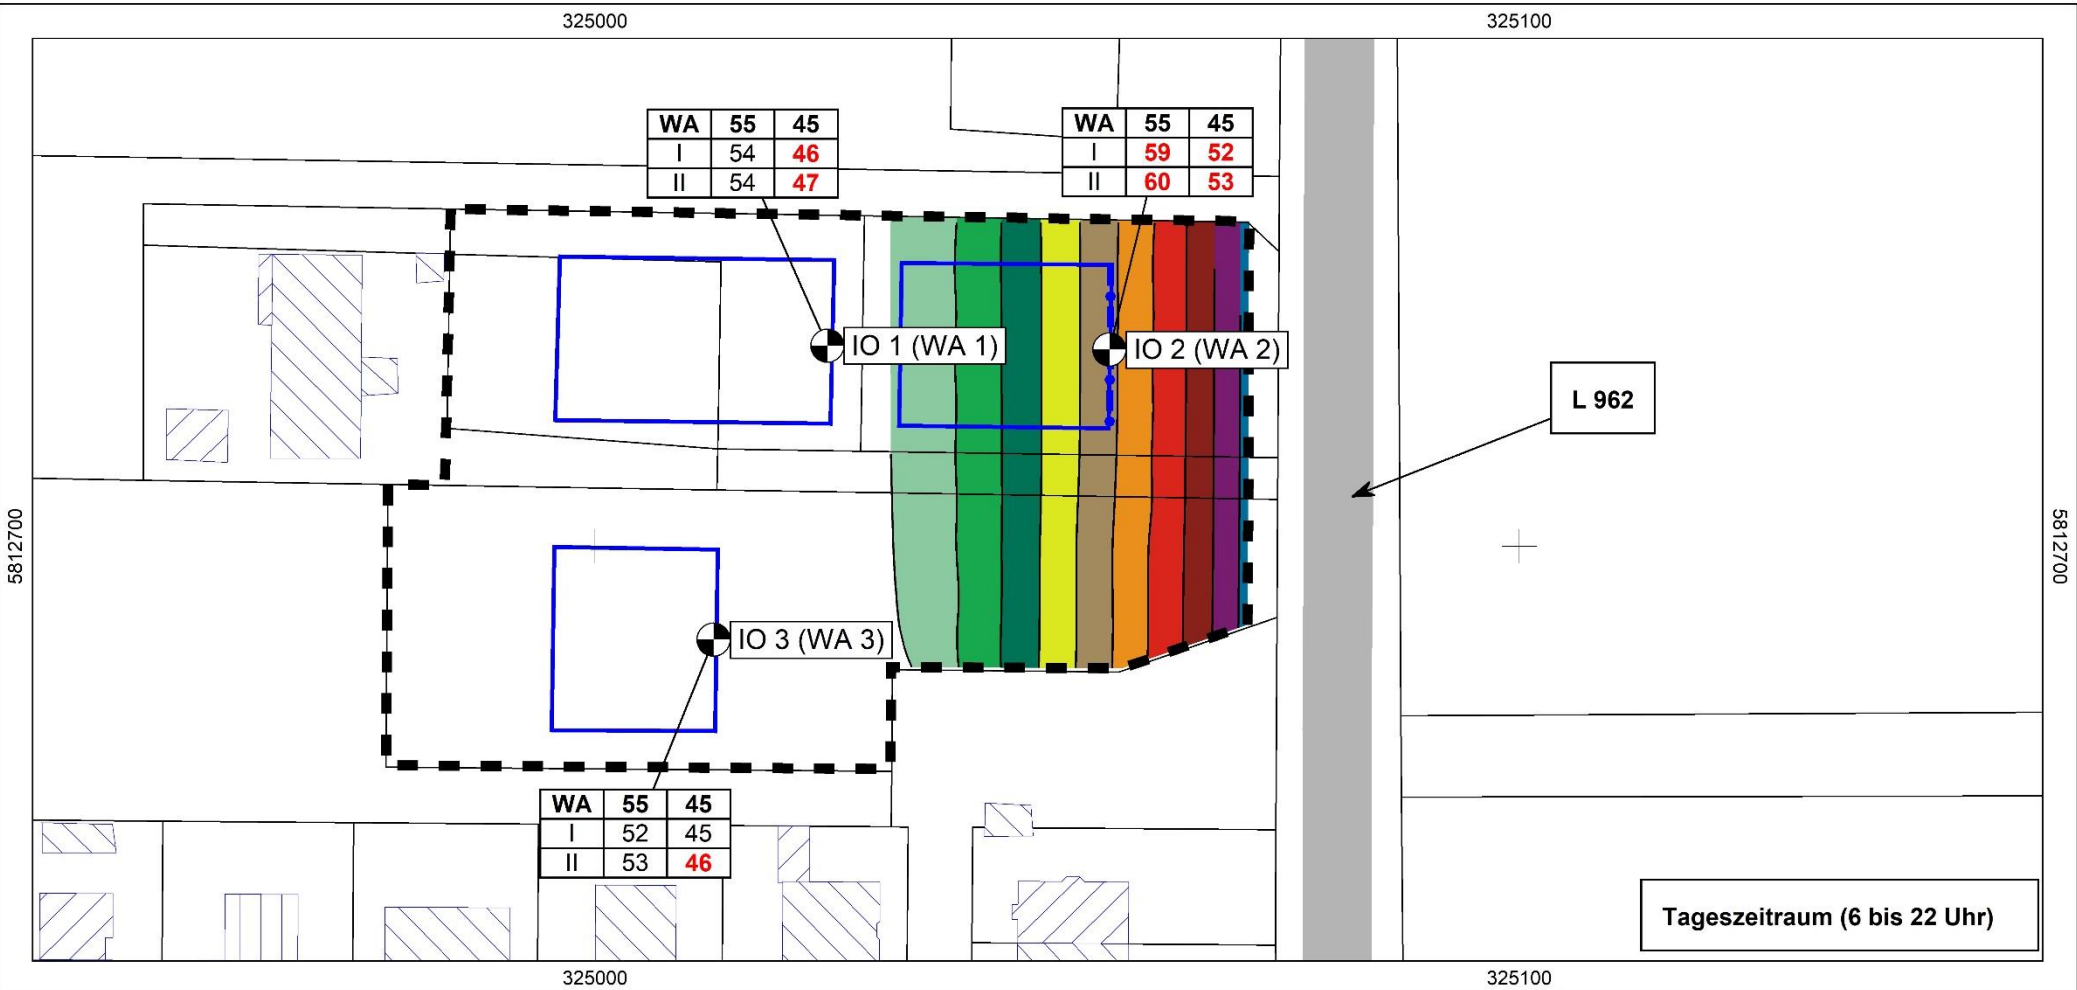 325000 325100
WA 55 45
I 54 46
II 54 47
WA 55 45
I 59 52
II 60 53
IO 1 (WA 1)
IO 2 (WA 2)
L 962
5812700
5812700
IO 3 (WA 3)
WA 55 45
I 52 45
II 53 46
Tageszeitraum (6 bis 22 Uhr)
325000 325100